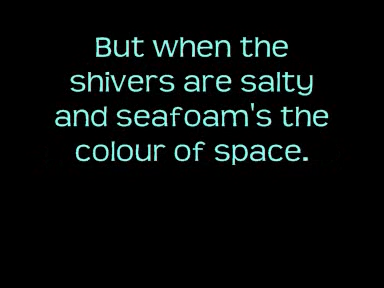 But when the
shivers are salty
and seafoam's the
colour of space.